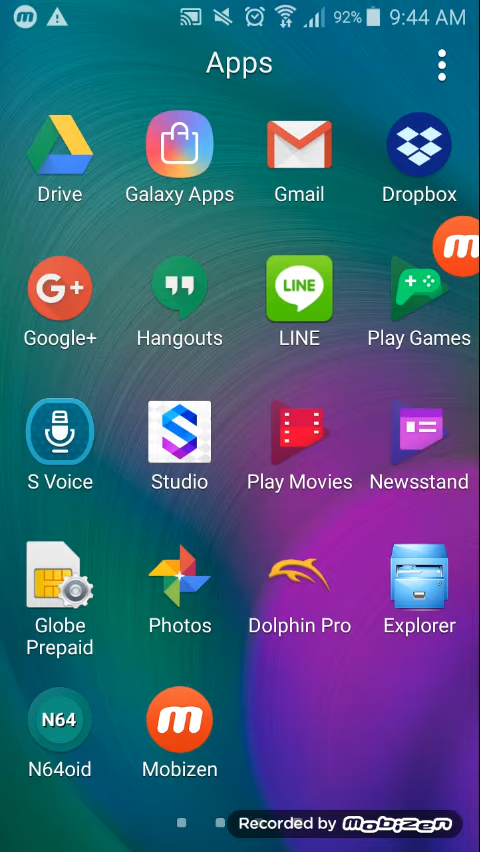 m
92%
9:44 AM
Apps
Drive
Galaxy Apps
Gmail
Dropbox
m
G+
LINE
Google+
Hangouts
LINE
Play Games
S Voice
Studio
Play Movies
Newsstand
Globe
Prepaid
Photos
Dolphin Pro
Explorer
N64
m
N64oid
Mobizen
Recorded by mobizen